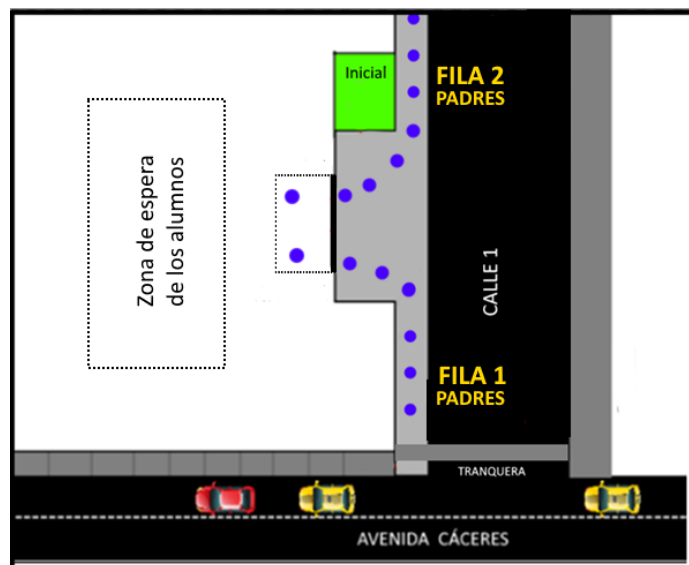 Inicial
FILA 2
PADRES
Zona de espera
de los alumnos
CALLE 1
FILA 1
PADRES
TRANQUERA
AVENIDA CÁCERES